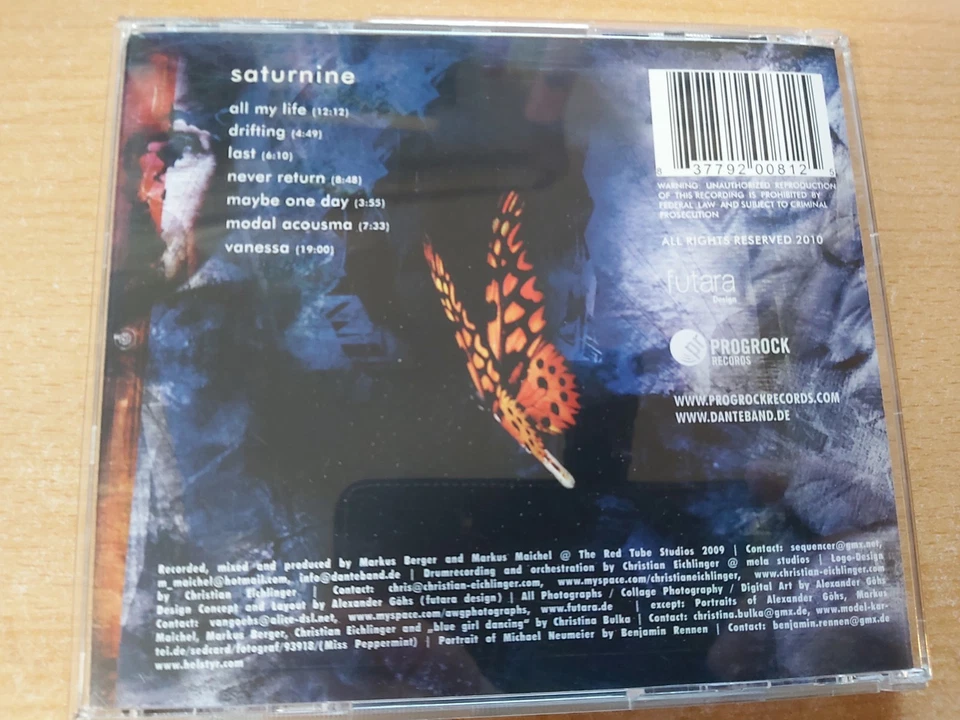 saturnine
all my life (12:12)
drifting (4:49)
last (6:10)
never return (8:48)
maybe one day (3:55)
modal acousma (7:33)
vanessa (19:00)
8 37792 00812 6
WARNING: UNAUTHORIZED REPRODUCTION
OF THIS RECORDING IS PROHIBITED BY
FEDERAL LAW AND SUBJECT TO CRIMINAL
PROSECUTION
ALL RIGHTS RESERVED 2010
futara
Design
pr PROGROCK
RECORDS
WWW.PROGROCKRECORDS.COM
WWW.DANTEBAND.DE
Recorded, mixed and produced by Markus Berger and Markus Maichel @ The Red Tube Studios 2009 | Contact: sequencer@gmx.net,
m_maichel@hotmail.com, info@danteband.de | Drumrecording and orchestration by Christian Eichlinger @ mela studios | Logo-Design
by Christian Eichlinger | Contact: chris@christian-eichlinger.com, www.myspace.com/christianeichlinger, www.christian-eichlinger.com
Design Concept and Layout by Alexander Göhs (futara design) | All Photographs / Collage Photography / Digital Art by Alexander Göhs
Contact: vangoehs@alice-dsl.net, www.myspace.com/awgphotographs, www.futara.de | except: Portraits of Alexander Göhs, Markus
Maichel, Markus Berger, Christian Eichlinger and „blue girl dancing“ by Christina Bulka | Contact: christina.bulka@gmx.de, www.model-kar-
tei.de/sedcard/fotograf/93918/(Miss Peppermint) | Portrait of Michael Neumeier by Benjamin Rennen | Contact: benjamin.rennen@gmx.de
www.helstyr.com